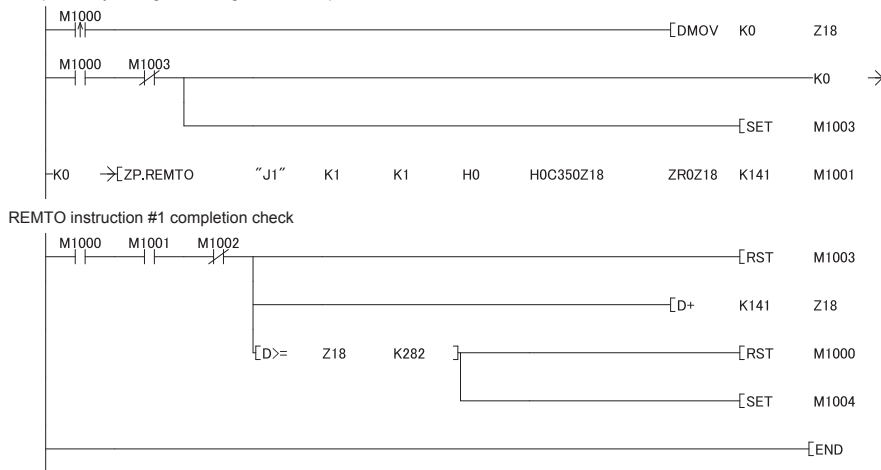 M1000
[DMOV K0 Z18
M1000 M1003
K0
[SET M1003
K0 [ZP.REMTO "J1" K1 K1 H0 H0C350Z18 ZR0Z18 K141 M1001
REMTO instruction #1 completion check
M1000 M1001 M1002
[RST M1003
[D+ K141 Z18
[D>= Z18 K282 ]
[RST M1000
[SET M1004
[END